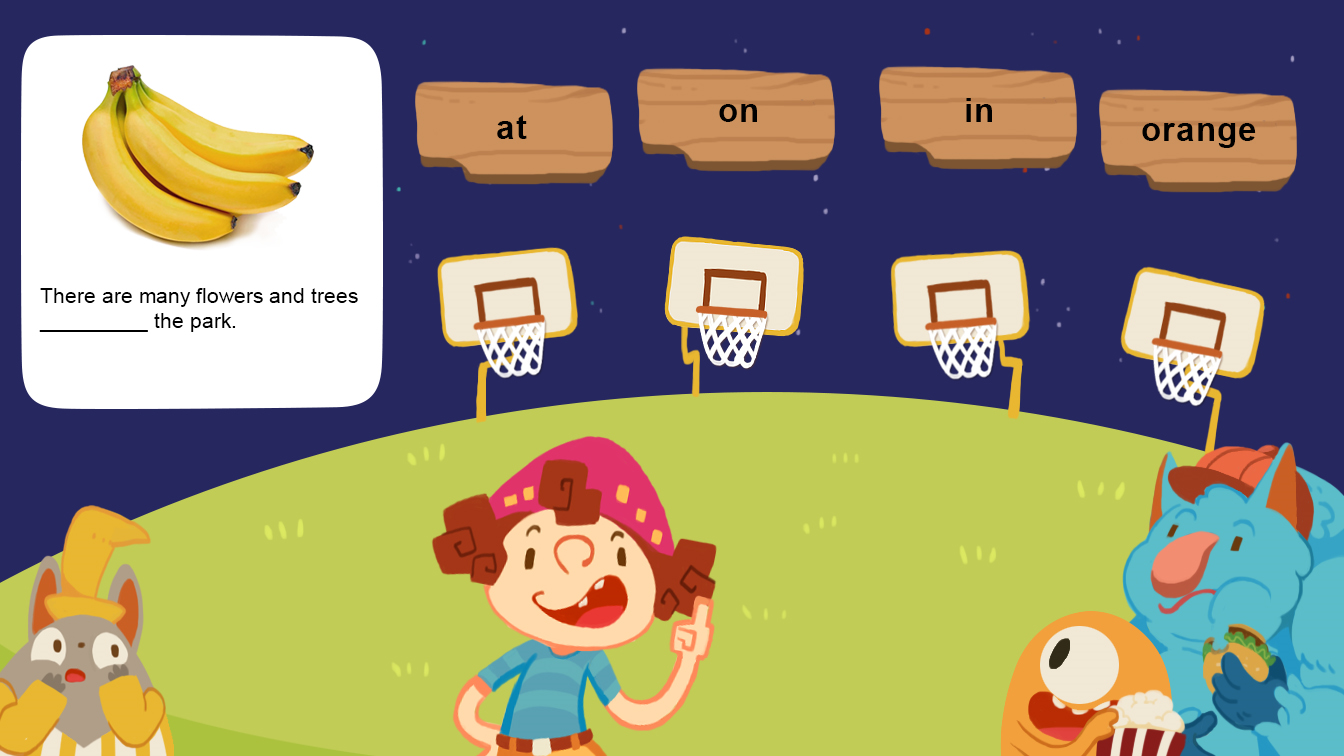 at
on
in
orange
There are many flowers and trees
_________ the park.